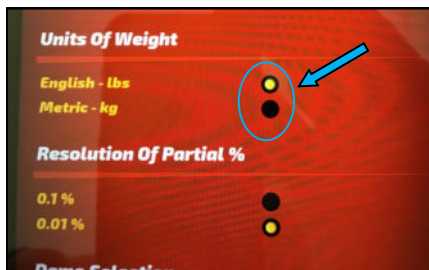 Units Of Weight
English - lbs
Metric - kg
Resolution Of Partial %
0.1 %
0.01 %